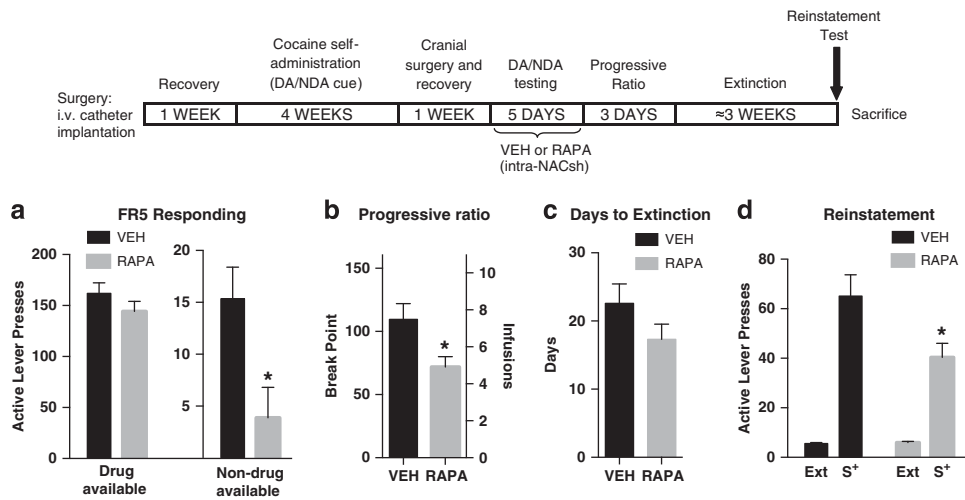 Reinstatement
Test
Surgery:
i.v. catheter
implantation
Recovery
Cocaine self-
administration
(DA/NDA cue)
Cranial
surgery and
recovery
DA/NDA
testing
Progressive
Ratio
Extinction
1 WEEK
4 WEEKS
1 WEEK
5 DAYS
3 DAYS
≈3 WEEKS
Sacrifice
VEH or RAPA
(intra-NACsh)
a
FR5 Responding
VEH
RAPA
Active Lever Presses
200
150
100
50
0
Drug
available
20
15
10
5
0
*
Non-drug
available
b
Progressive ratio
Break Point
150
100
50
0
*
VEH RAPA
10
8
6
4
2
0
Infusions
c
Days to Extinction
VEH
RAPA
Days
30
20
10
0
VEH RAPA
d
Reinstatement
VEH
RAPA
Active Lever Presses
80
60
40
20
0
*
Ext S⁺ Ext S⁺